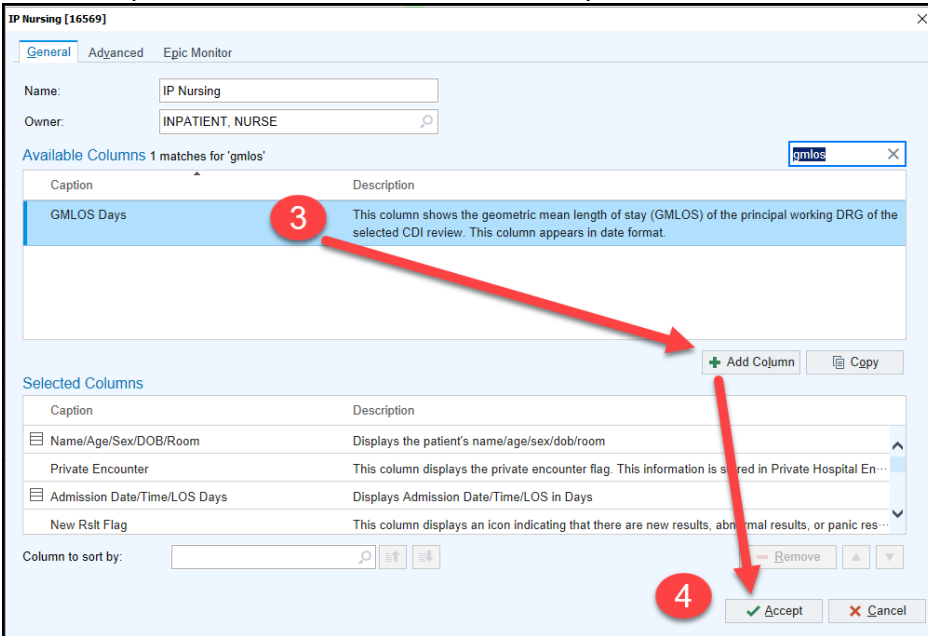 IP Nursing [16569]
General Advanced Epic Monitor
Name: IP Nursing
Owner: INPATIENT, NURSE
Available Columns 1 matches for 'gmlos' gmlos
Caption Description
GMLOS Days This column shows the geometric mean length of stay (GMLOS) of the principal working DRG of the
selected CDI review. This column appears in date format.
3
Add Column Copy
Selected Columns
Caption Description
Name/Age/Sex/DOB/Room Displays the patient's name/age/sex/dob/room
Private Encounter This column displays the private encounter flag. This information is stored in Private Hospital En...
Admission Date/Time/LOS Days Displays Admission Date/Time/LOS in Days
New Rslt Flag This column displays an icon indicating that there are new results, abnormal results, or panic res...
Column to sort by: Remove
4
Accept Cancel